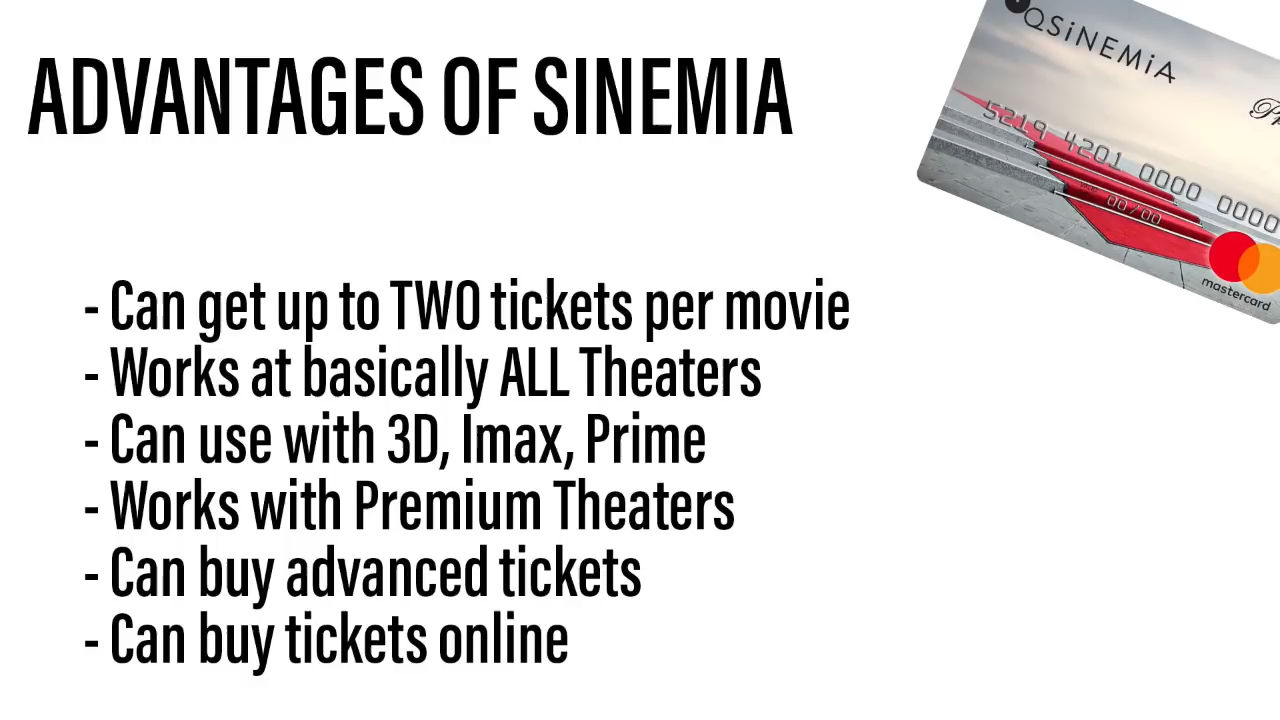 ADVANTAGES OF SINEMIA
SiNEMiA
5219 4201 0000 0000
00/00
mastercard
- Can get up to TWO tickets per movie
- Works at basically ALL Theaters
- Can use with 3D, Imax, Prime
- Works with Premium Theaters
- Can buy advanced tickets
- Can buy tickets online